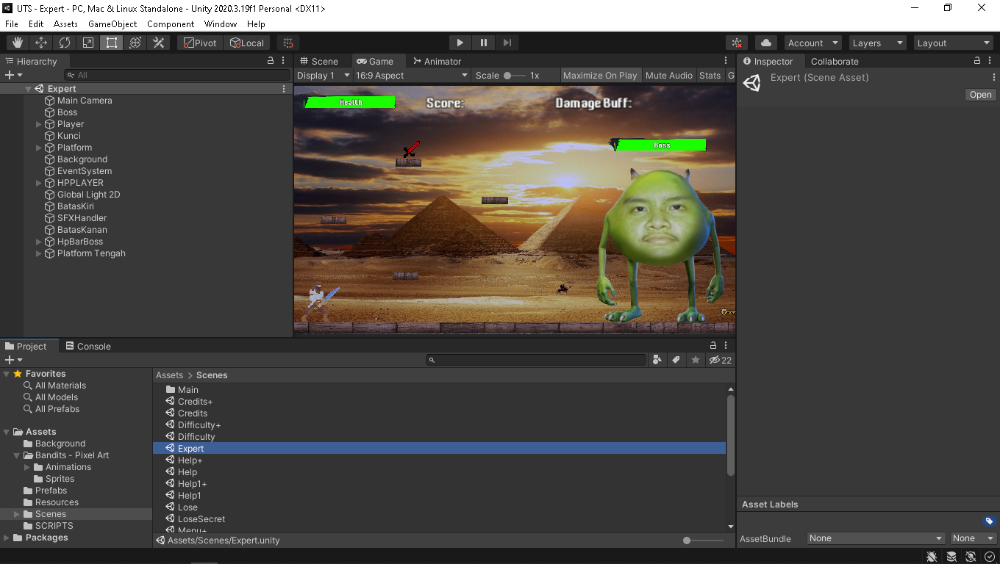 UTS - Expert - PC, Mac & Linux Standalone - Unity 2020.3.19f1 Personal <DX11>
File Edit Assets GameObject Component Window Help
Pivot Local Account Layers Layout
Hierarchy
All
Expert
Main Camera
Boss
Player
Kunci
Platform
Background
EventSystem
HPPLAYER
Global Light 2D
BatasKiri
SFXHandler
BatasKanan
HpBarBoss
Platform Tengah
Scene Game Animator
Display 1 16:9 Aspect Scale 1x Maximize On Play Mute Audio Stats G
Health Score: Damage Buff:
Boss
Inspector Collaborate
Expert (Scene Asset)
Open
Project Console
22
Favorites
All Materials
All Models
All Prefabs
Assets
Background
Bandits - Pixel Art
Animations
Sprites
Prefabs
Resources
Scenes
SCRIPTS
Packages
Assets > Scenes
Main
Credits+
Credits
Difficulty+
Difficulty
Expert
Help+
Help
Help1+
Help1
Lose
LoseSecret
Menu+
Assets/Scenes/Expert.unity
Asset Labels
AssetBundle None None